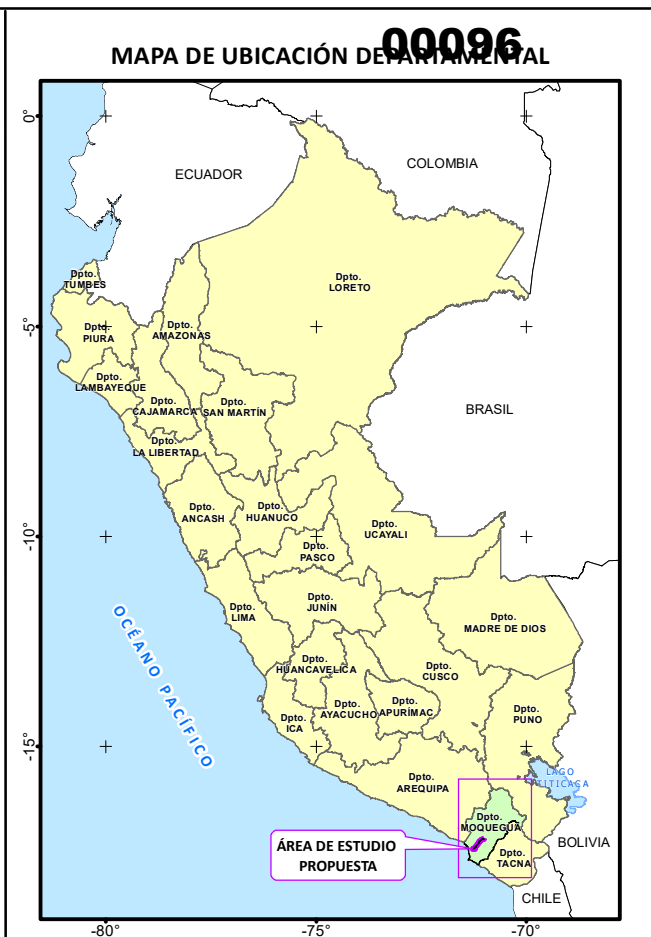 00096
MAPA DE UBICACIÓN DEPARTAMENTAL
0°
ECUADOR
COLOMBIA
Dpto.
TUMBES
Dpto.
LORETO
-5°
Dpto.
PIURA
Dpto.
AMAZONAS
Dpto.
LAMBAYEQUE
Dpto.
CAJAMARCA
Dpto.
SAN MARTÍN
BRASIL
Dpto.
LA LIBERTAD
Dpto.
ANCASH
Dpto.
HUANUCO
Dpto.
UCAYALI
-10°
Dpto.
PASCO
Dpto.
LIMA
Dpto.
JUNÍN
Dpto.
MADRE DE DIOS
OCÉANO PACÍFICO
Dpto.
HUANCAVELICA
Dpto.
CUSCO
Dpto.
ICA
Dpto.
AYACUCHO
Dpto.
APURÍMAC
Dpto.
PUNO
-15°
LAGO
TITICACA
Dpto.
AREQUIPA
Dpto.
MOQUEGUA
BOLIVIA
ÁREA DE ESTUDIO
PROPUESTA
Dpto.
TACNA
CHILE
-80°
-75°
-70°